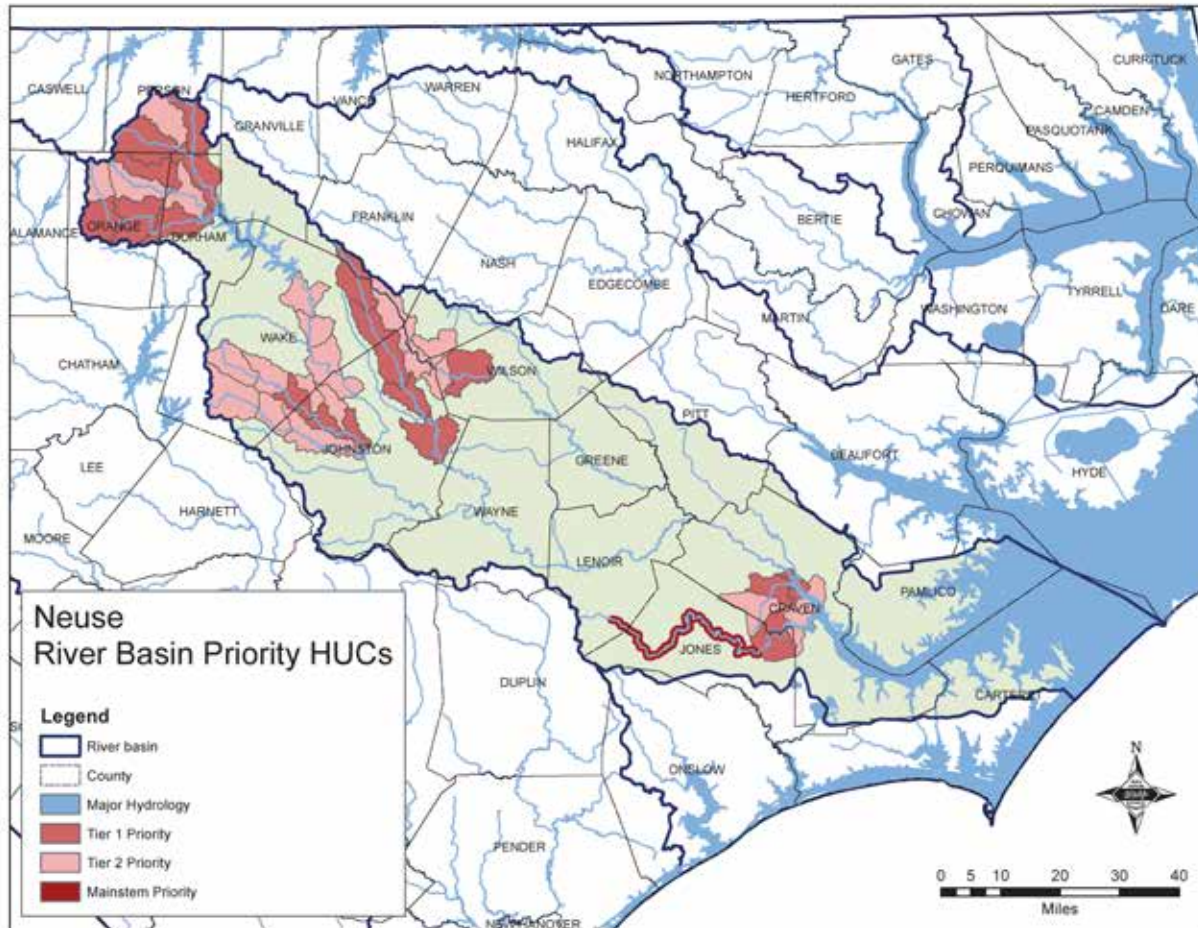 GATES
CURRITUCK
NORTHAMPTON
HERTFORD
CAMDEN
CASWELL
PERSON
WARREN
VANCE
PASQUOTANK
GRANVILLE
HALIFAX
PERQUIMANS
BERTIE
CHOWAN
FRANKLIN
ALAMANCE
ORANGE
DURHAM
NASH
EDGECOMBE
TYRRELL
WASHINGTON
DARE
MARTIN
WAKE
CHATHAM
WILSON
PITT
JOHNSTON
BEAUFORT
GREENE
HYDE
LEE
WAYNE
HARNETT
MOORE
LENOIR
PAMLICO
CRAVEN
JONES
DUPLIN
CARTERET
ONSLOW
PENDER
NEW HANOVER
Neuse
River Basin Priority HUCs
Legend
River basin
County
Major Hydrology
Tier 1 Priority
Tier 2 Priority
Mainstem Priority
N
0 5 10 20 30 40
Miles